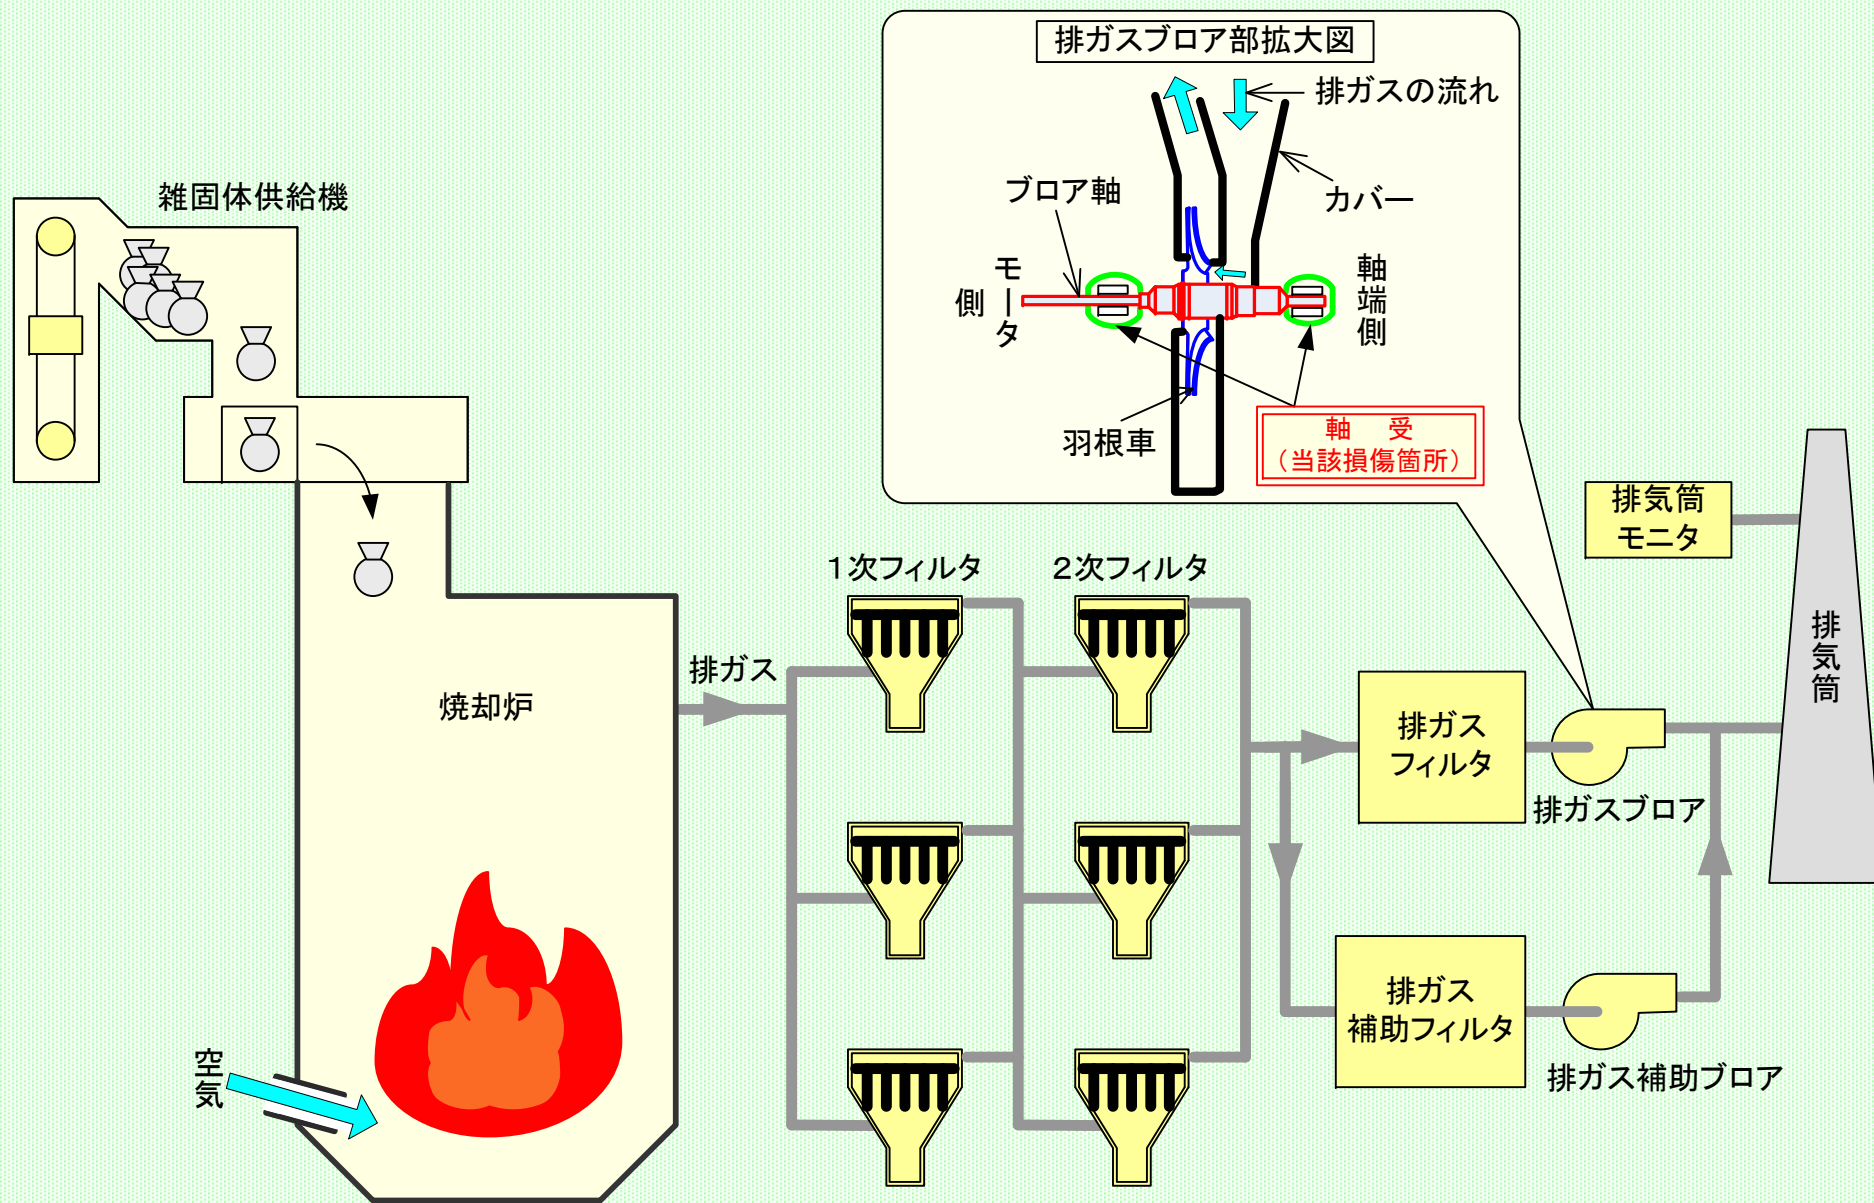 排ガスブロア部拡大図
排ガスの流れ
カバー
ブロア軸
モータ側
軸端側
羽根車
軸　受
（当該損傷箇所）
雑固体供給機
焼却炉
空気
排ガス
１次フィルタ
２次フィルタ
排ガス
フィルタ
排ガスブロア
排ガス
補助フィルタ
排ガス補助ブロア
排気筒
モニタ
排気筒